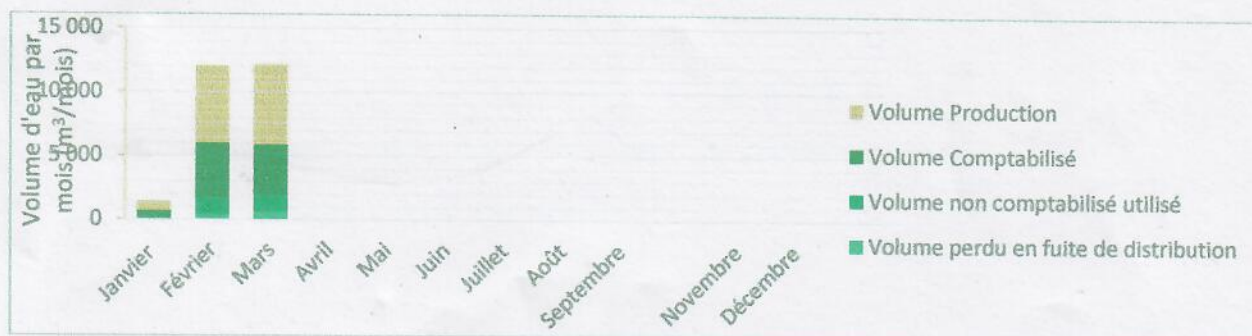 Volume d'eau par
mois (m³/mois)
15 000
10 000
5 000
0
Janvier
Février
Mars
Avril
Mai
Juin
Juillet
Août
Septembre
Novembre
Décembre
Volume Production
Volume Comptabilisé
Volume non comptabilisé utilisé
Volume perdu en fuite de distribution